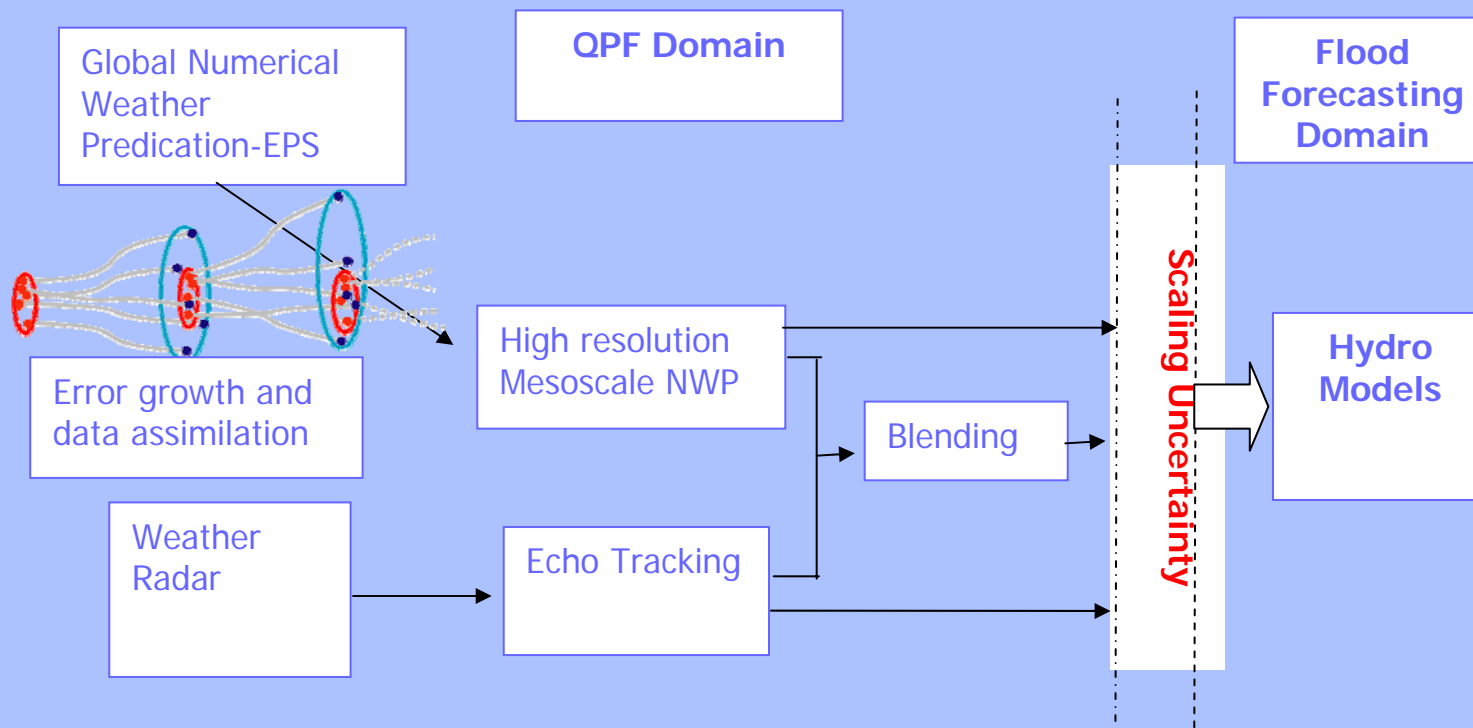 QPF Domain
Global Numerical
Weather
Predication-EPS
Flood
Forecasting
Domain
Error growth and
data assimilation
High resolution
Mesoscale NWP
Blending
Scaling Uncertainty
Hydro
Models
Weather
Radar
Echo Tracking